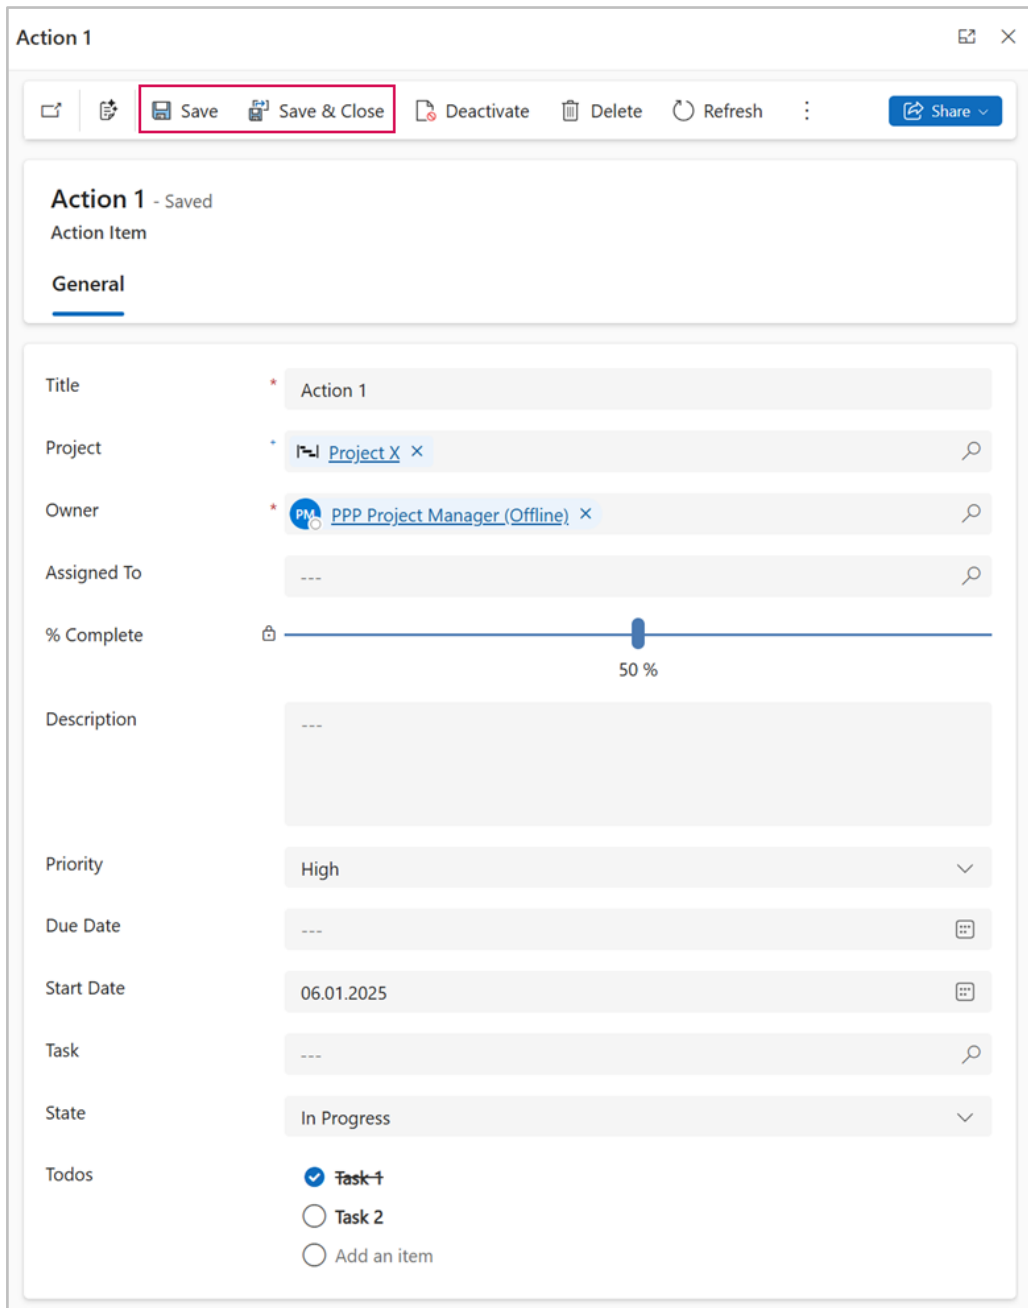 Action 1
Save Save & Close Deactivate Delete Refresh Share
Action 1 - Saved
Action Item
General
Title * Action 1
Project + Project X
Owner * PM PPP Project Manager (Offline)
Assigned To ---
% Complete
50 %
Description ---
Priority High
Due Date ---
Start Date 06.01.2025
Task ---
State In Progress
Todos Task 1
Task 2
Add an item